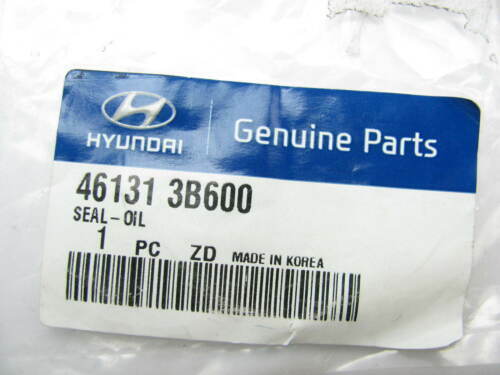 HYUNDAI
Genuine Parts
46131 3B600
SEAL-OIL
1 PC ZD MADE IN KOREA